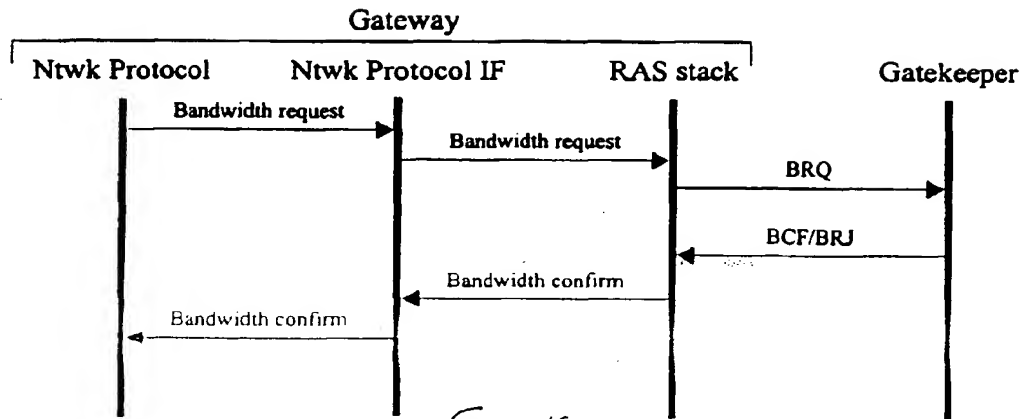 Gateway
Ntwk Protocol
Ntwk Protocol IF
RAS stack
Gatekeeper
Bandwidth request
Bandwidth request
BRQ
BCF/BRJ
Bandwidth confirm
Bandwidth confirm